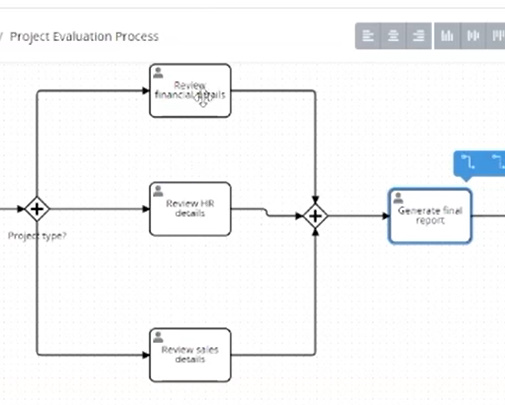 / Project Evaluation Process
Review
financial details
Review HR
details
Project type?
Generate final
report
Review sales
details